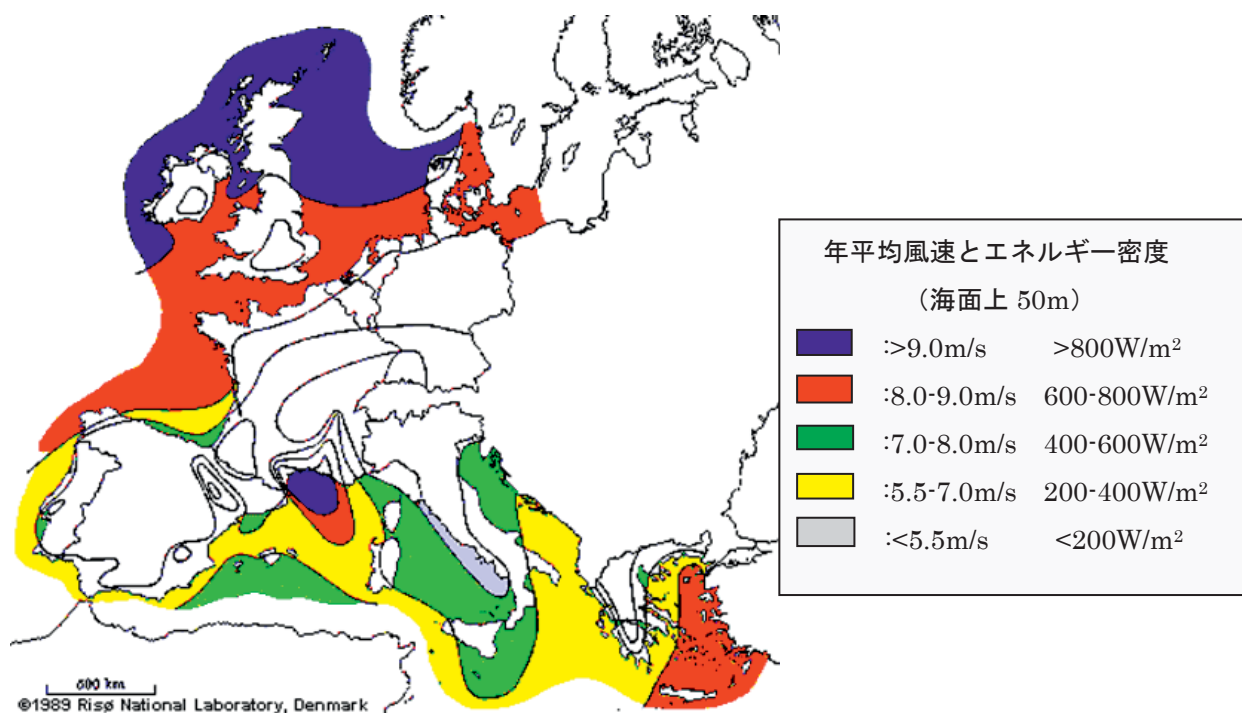 年平均風速とエネルギー密度
（海面上 50m）
:>9.0m/s >800W/m²
:8.0-9.0m/s 600-800W/m²
:7.0-8.0m/s 400-600W/m²
:5.5-7.0m/s 200-400W/m²
:<5.5m/s <200W/m²
500 km
©1989 Risø National Laboratory, Denmark